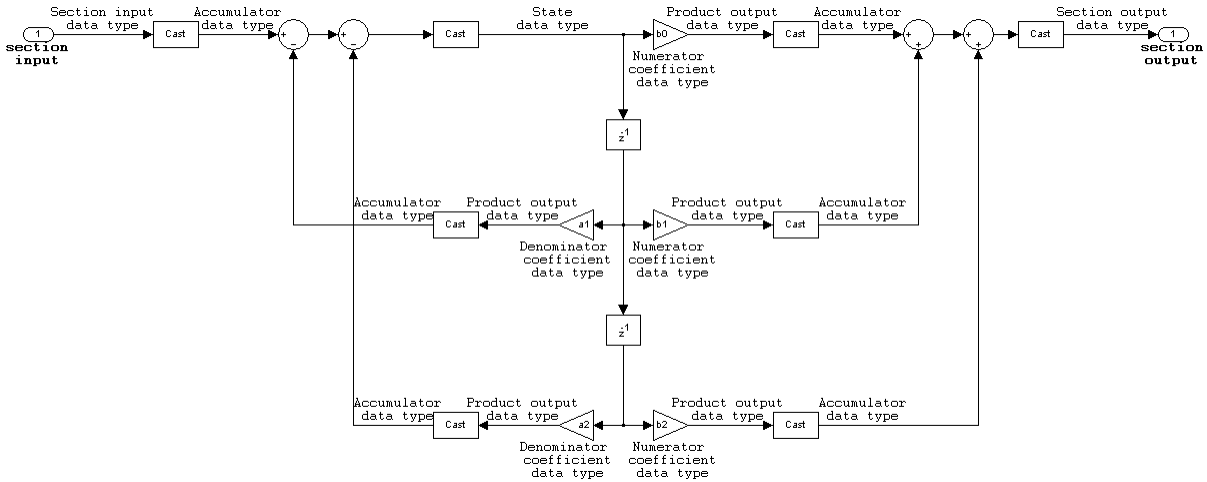 Section input
data type
Accumulator
data type
State
data type
Product output
data type
Accumulator
data type
Section output
data type
1
section
input
Cast
+
−
+
−
Cast
b0
Cast
+
+
+
+
Cast
1
section
output
Numerator
coefficient
data type
z-1
Accumulator
data type
Product output
data type
Product output
data type
Accumulator
data type
Cast
a1
b1
Cast
Denominator
coefficient
data type
Numerator
coefficient
data type
z-1
Accumulator
data type
Product output
data type
Product output
data type
Accumulator
data type
Cast
a2
b2
Cast
Denominator
coefficient
data type
Numerator
coefficient
data type